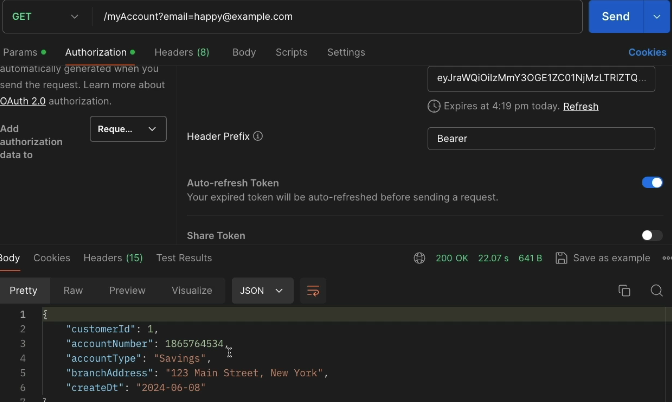 GET /myAccount?email=happy@example.com Send
Params Authorization Headers (8) Body Scripts Settings Cookies
automatically generated when you
send the request. Learn more about
OAuth 2.0 authorization.
Add
authorization
data to
Reque...
eyJraWQiOiIzMmY3OGE1ZC01NjMzLTRlZTQ...
Expires at 4:19 pm today. Refresh
Header Prefix
Bearer
Auto-refresh Token
Your expired token will be auto-refreshed before sending a request.
Share Token
Body Cookies Headers (15) Test Results 200 OK 22.07 s 641 B Save as example
Pretty Raw Preview Visualize JSON
1 {
2 "customerId": 1,
3 "accountNumber": 1865764534,
4 "accountType": "Savings",
5 "branchAddress": "123 Main Street, New York",
6 "createDt": "2024-06-08"
7 }